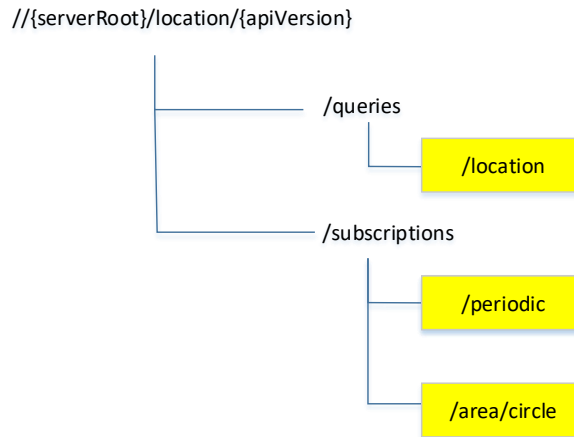 //{serverRoot}/location/{apiVersion}
/queries
/location
/subscriptions
/periodic
/area/circle